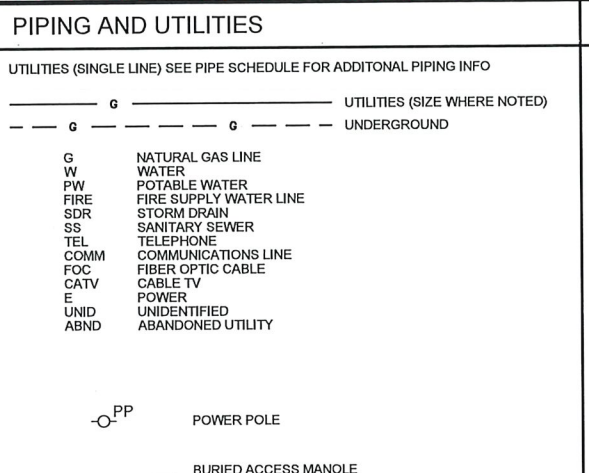 PIPING AND UTILITIES
UTILITIES (SINGLE LINE) SEE PIPE SCHEDULE FOR ADDITONAL PIPING INFO
G UTILITIES (SIZE WHERE NOTED)
G G UNDERGROUND
G NATURAL GAS LINE
W WATER
PW POTABLE WATER
FIRE FIRE SUPPLY WATER LINE
SDR STORM DRAIN
SS SANITARY SEWER
TEL TELEPHONE
COMM COMMUNICATIONS LINE
FOC FIBER OPTIC CABLE
CATV CABLE TV
E POWER
UNID UNIDENTIFIED
ABND ABANDONED UTILITY
PP POWER POLE
BURIED ACCESS MANOLE